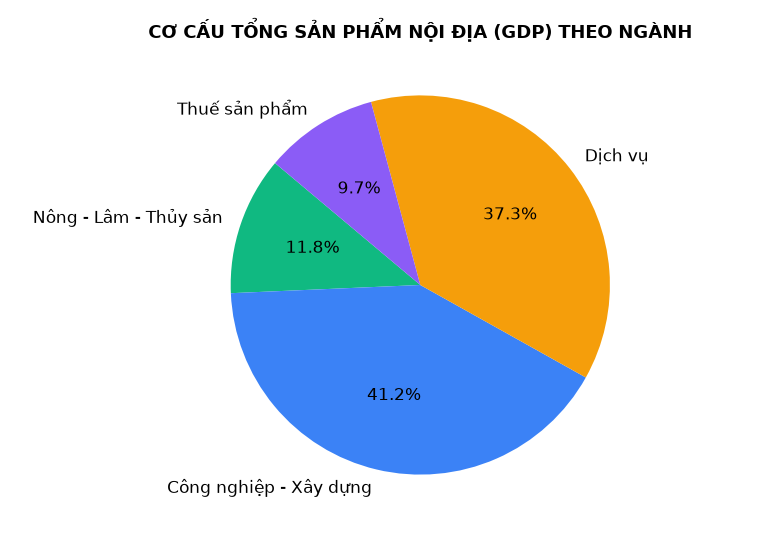 CƠ CẤU TỔNG SẢN PHẨM NỘI ĐỊA (GDP) THEO NGÀNH
Thuế sản phẩm
Dịch vụ
9.7%
37.3%
Nông - Lâm - Thủy sản
11.8%
41.2%
Công nghiệp - Xây dựng